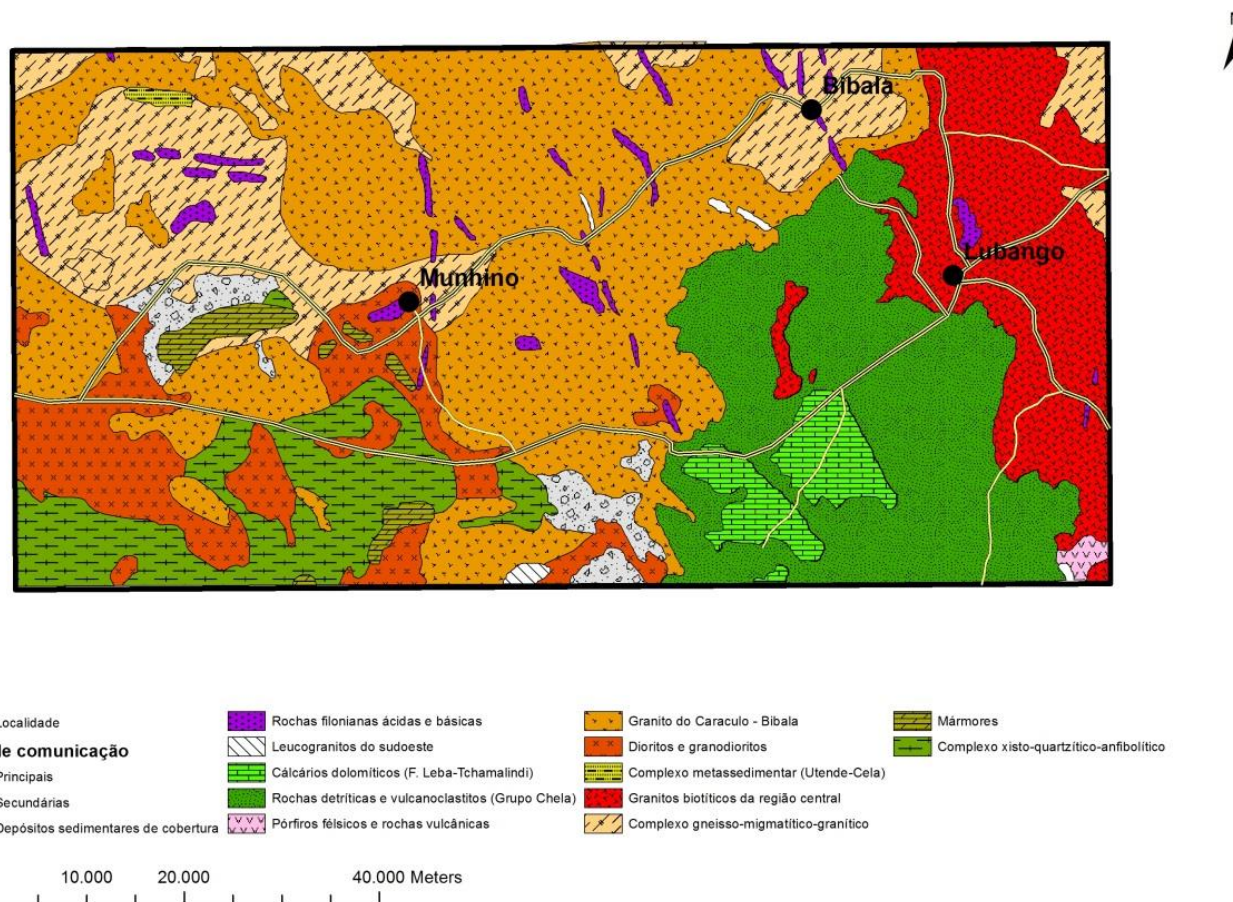 N
Bibala
Lubango
Munhino
Localidade
de comunicação
Principais
Secundárias
Depósitos sedimentares de cobertura
Rochas filonianas ácidas e básicas
Leucogranitos do sudoeste
Cálcários dolomíticos (F. Leba-Tchamalindi)
Rochas detríticas e vulcanoclastitos (Grupo Chela)
Pórfiros félsicos e rochas vulcânicas
Granito do Caraculo - Bibala
Dioritos e granodioritos
Complexo metassedimentar (Utende-Cela)
Granitos biotíticos da região central
Complexo gneisso-migmatítico-granítico
Mármores
Complexo xisto-quartzítico-anfibolítico
10.000 20.000 40.000 Meters